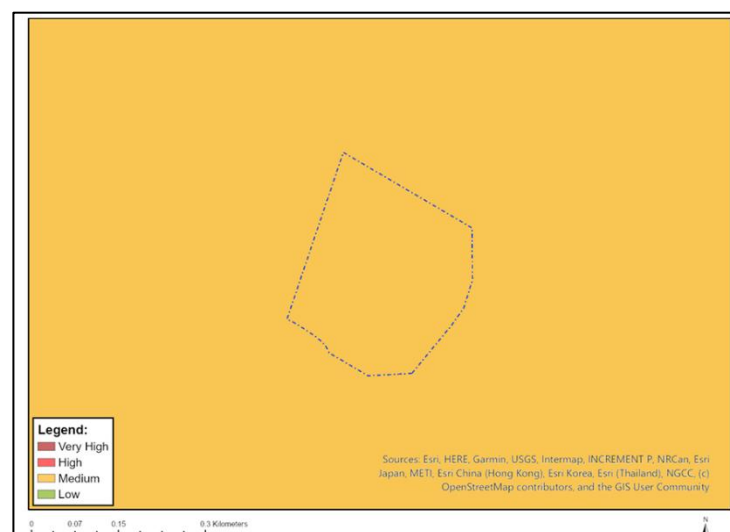 Legend:
Very High
High
Medium
Low
Sources: Esri, HERE, Garmin, USGS, Intermap, INCREMENT P, NRCan, Esri
Japan, METI, Esri China (Hong Kong), Esri Korea, Esri (Thailand), NGCC, (c)
OpenStreetMap contributors, and the GIS User Community
0 0.07 0.15 0.3 Kilometers
N